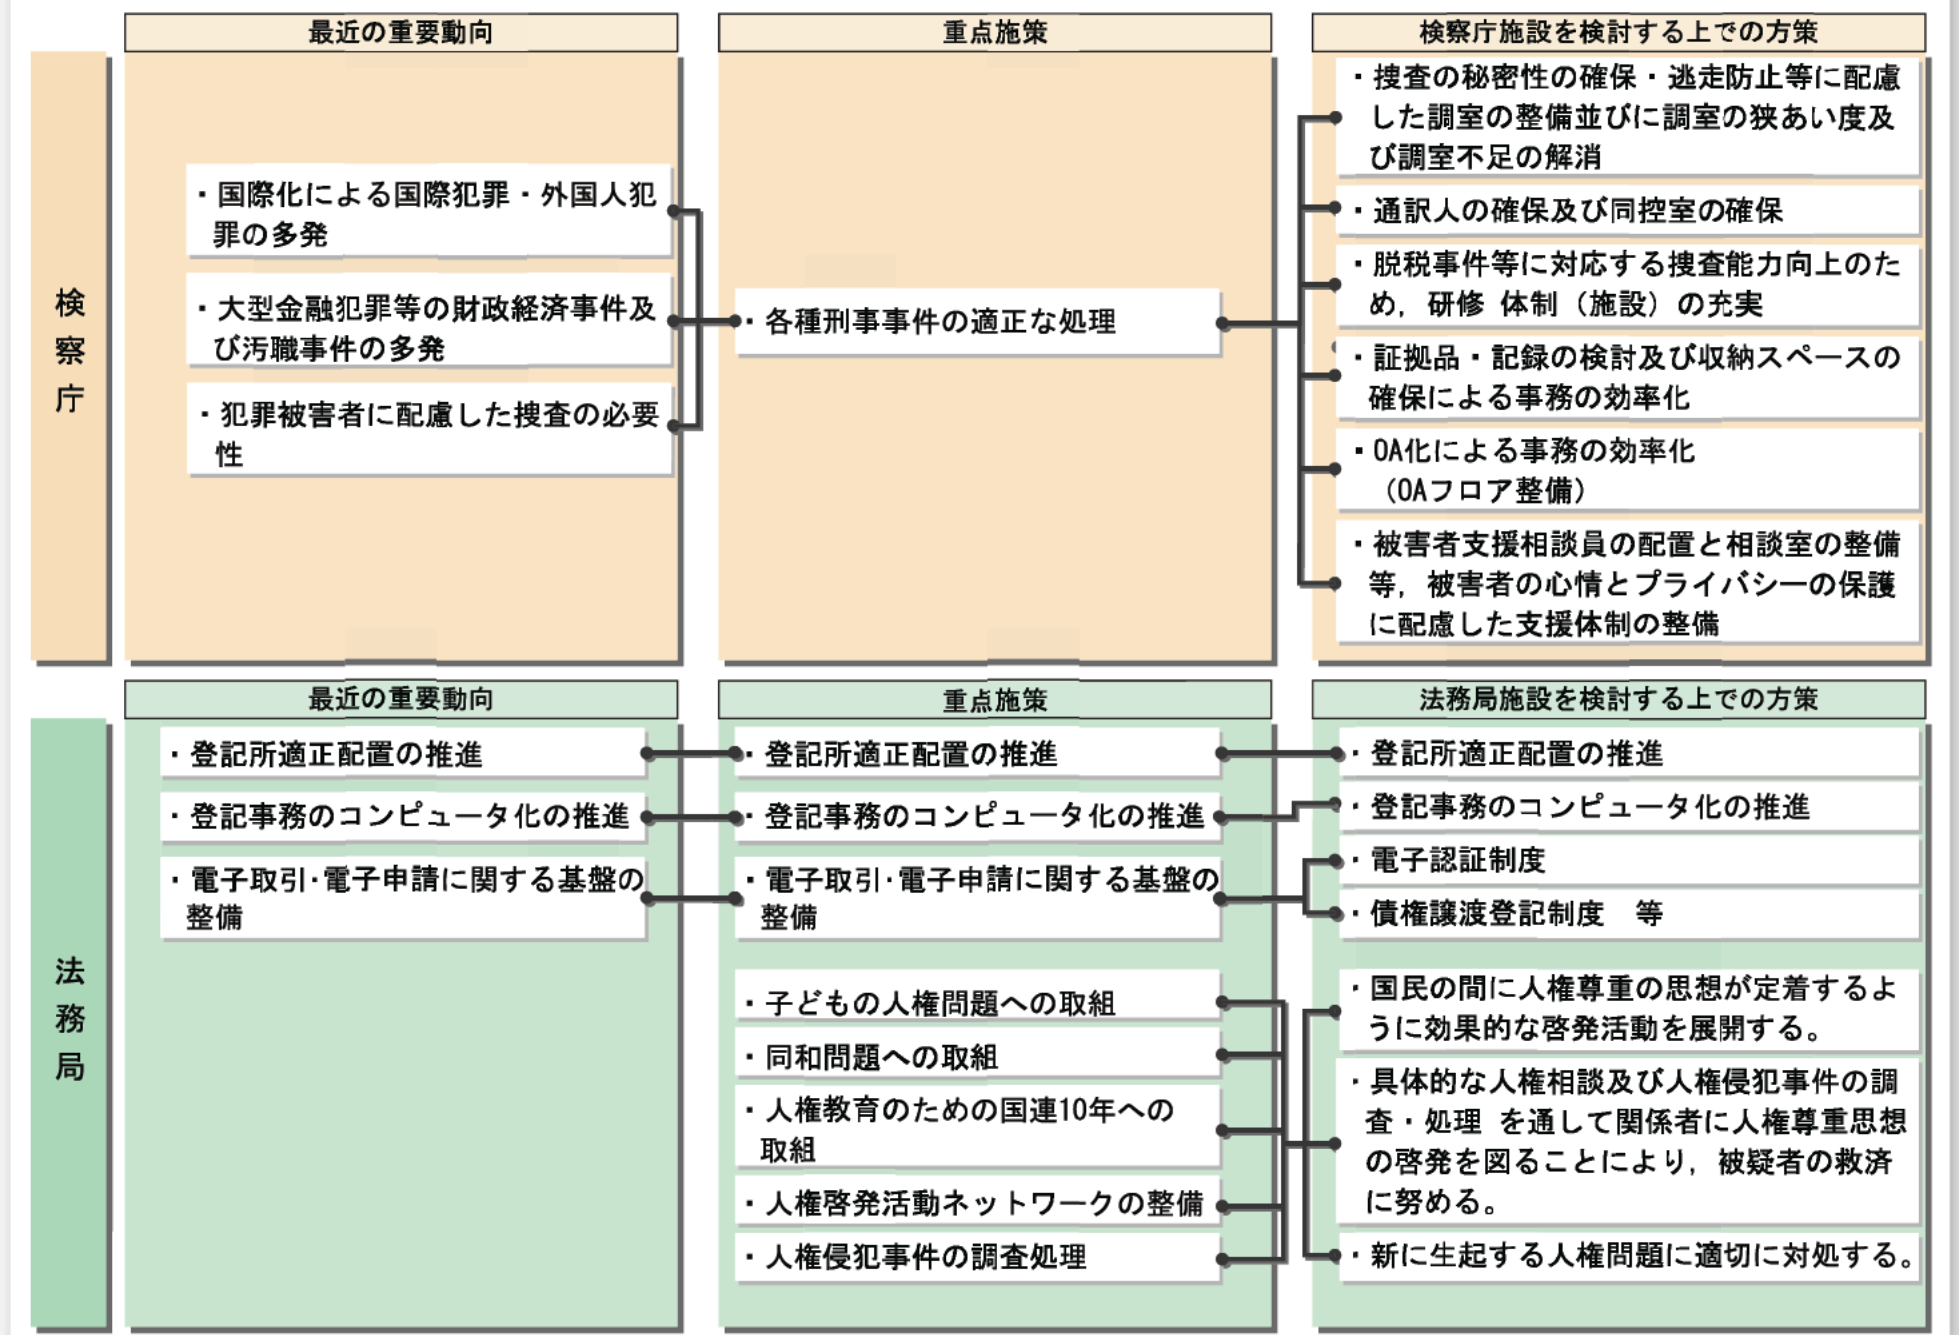 最近の重要動向
重点施策
検察庁施設を検討する上での方策
検察庁
・国際化による国際犯罪・外国人犯
罪の多発
・大型金融犯罪等の財政経済事件及
び汚職事件の多発
・犯罪被害者に配慮した捜査の必要
性
・各種刑事事件の適正な処理
・捜査の秘密性の確保・逃走防止等に配慮
した調室の整備並びに調室の狭あい度及
び調室不足の解消
・通訳人の確保及び同控室の確保
・脱税事件等に対応する捜査能力向上のた
め，研修 体制（施設）の充実
・証拠品・記録の検討及び収納スペースの
確保による事務の効率化
・OA化による事務の効率化
（OAフロア整備）
・被害者支援相談員の配置と相談室の整備
等，被害者の心情とプライバシーの保護
に配慮した支援体制の整備
最近の重要動向
重点施策
法務局施設を検討する上での方策
法務局
・登記所適正配置の推進
・登記事務のコンピュータ化の推進
・電子取引・電子申請に関する基盤の
整備
・登記所適正配置の推進
・登記事務のコンピュータ化の推進
・電子取引・電子申請に関する基盤の
整備
・子どもの人権問題への取組
・同和問題への取組
・人権教育のための国連10年への
取組
・人権啓発活動ネットワークの整備
・人権侵犯事件の調査処理
・登記所適正配置の推進
・登記事務のコンピュータ化の推進
・電子認証制度
・債権譲渡登記制度　等
・国民の間に人権尊重の思想が定着するよ
うに効果的な啓発活動を展開する。
・具体的な人権相談及び人権侵犯事件の調
査・処理 を通して関係者に人権尊重思想
の啓発を図ることにより，被疑者の救済
に努める。
・新に生起する人権問題に適切に対処する。